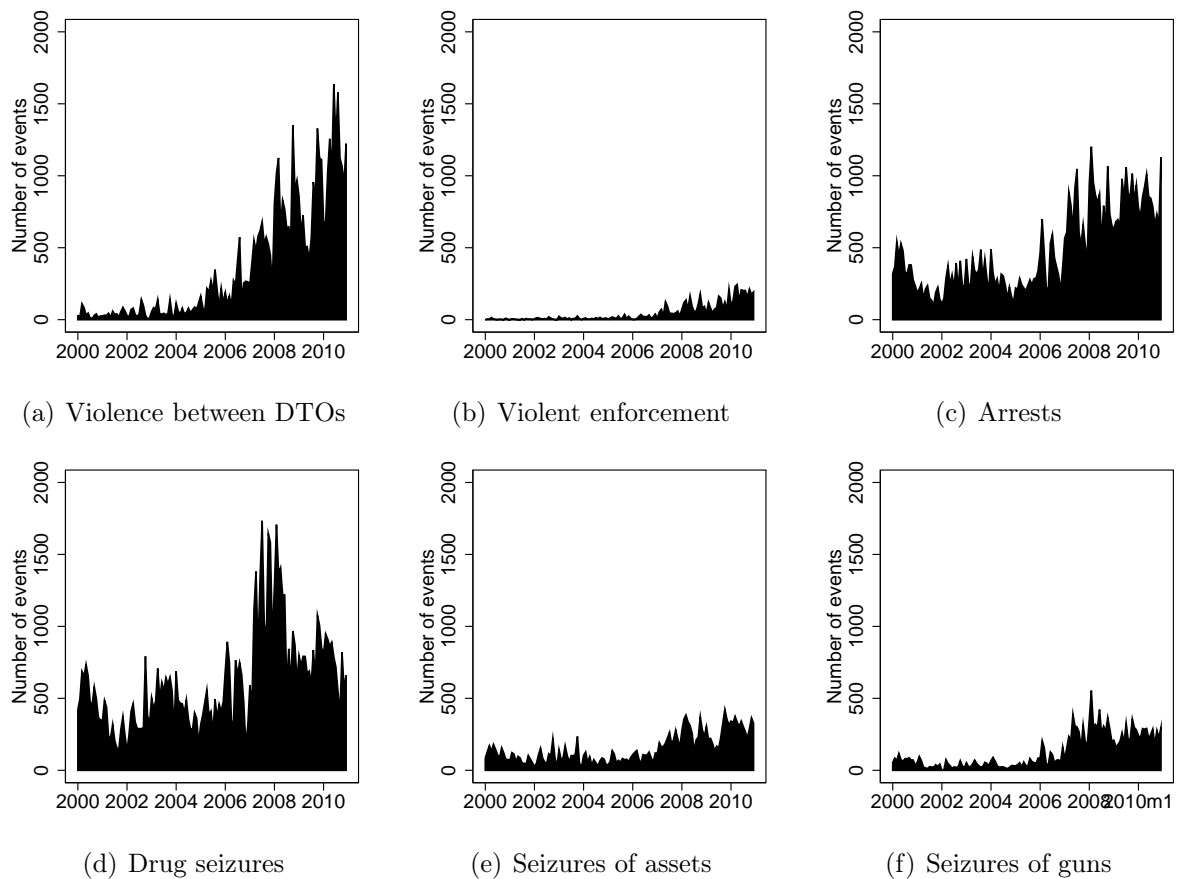 Number of events
0 500 1000 1500 2000
2000 2002 2004 2006 2008 2010
(a) Violence between DTOs
Number of events
0 500 1000 1500 2000
2000 2002 2004 2006 2008 2010
(b) Violent enforcement
Number of events
0 500 1000 1500 2000
2000 2002 2004 2006 2008 2010
(c) Arrests
Number of events
0 500 1000 1500 2000
2000 2002 2004 2006 2008 2010
(d) Drug seizures
Number of events
0 500 1000 1500 2000
2000 2002 2004 2006 2008 2010
(e) Seizures of assets
Number of events
0 500 1000 1500 2000
2000 2002 2004 2006 2008 2010m1
(f) Seizures of guns